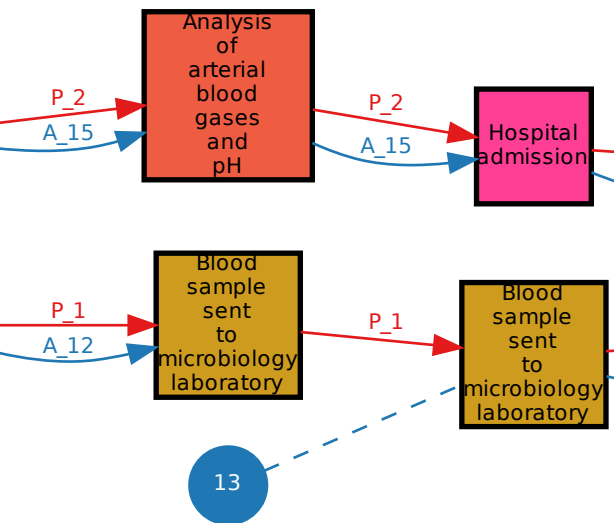 Analysis
of
arterial
blood
gases
and
pH
P_2
A_15
P_2
A_15
Hospital
admission
Blood
sample
sent
to
microbiology
laboratory
P_1
A_12
P_1
Blood
sample
sent
to
microbiology
laboratory
13